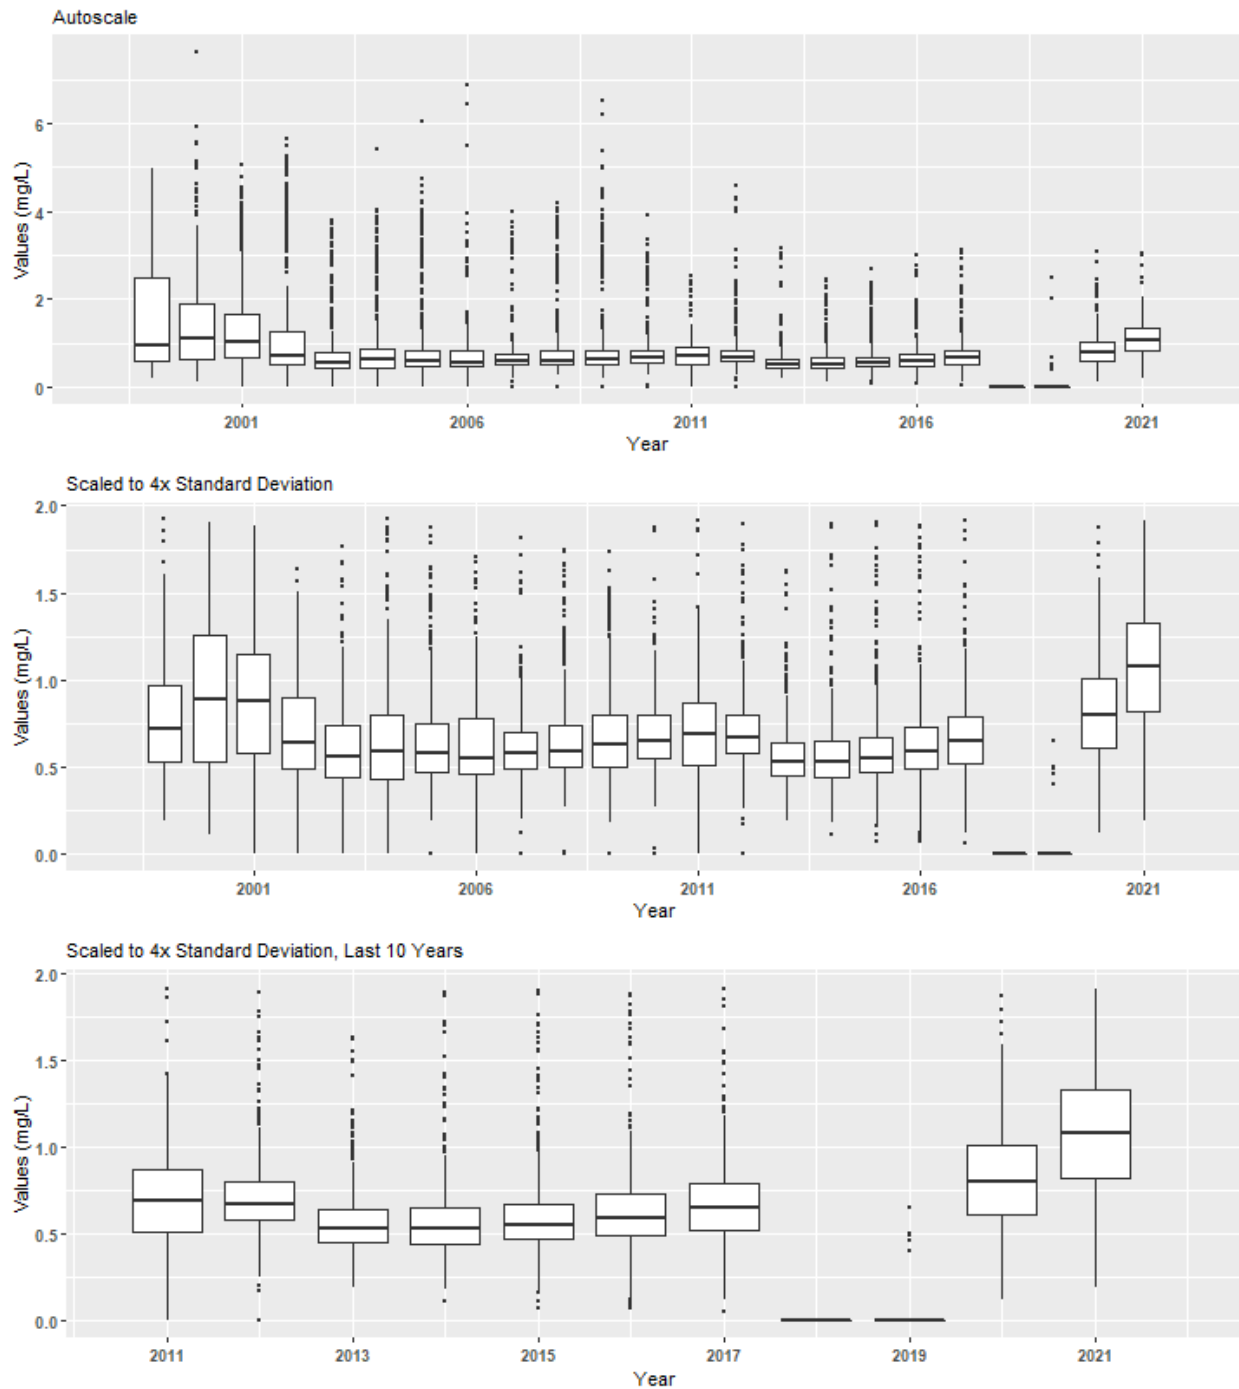 Autoscale
6
4
2
0
Values (mg/L)
2001 2006 2011 2016 2021
Year
Scaled to 4x Standard Deviation
2.0
1.5
1.0
0.5
0.0
Values (mg/L)
2001 2006 2011 2016 2021
Year
Scaled to 4x Standard Deviation, Last 10 Years
2.0
1.5
1.0
0.5
0.0
Values (mg/L)
2011 2013 2015 2017 2019 2021
Year